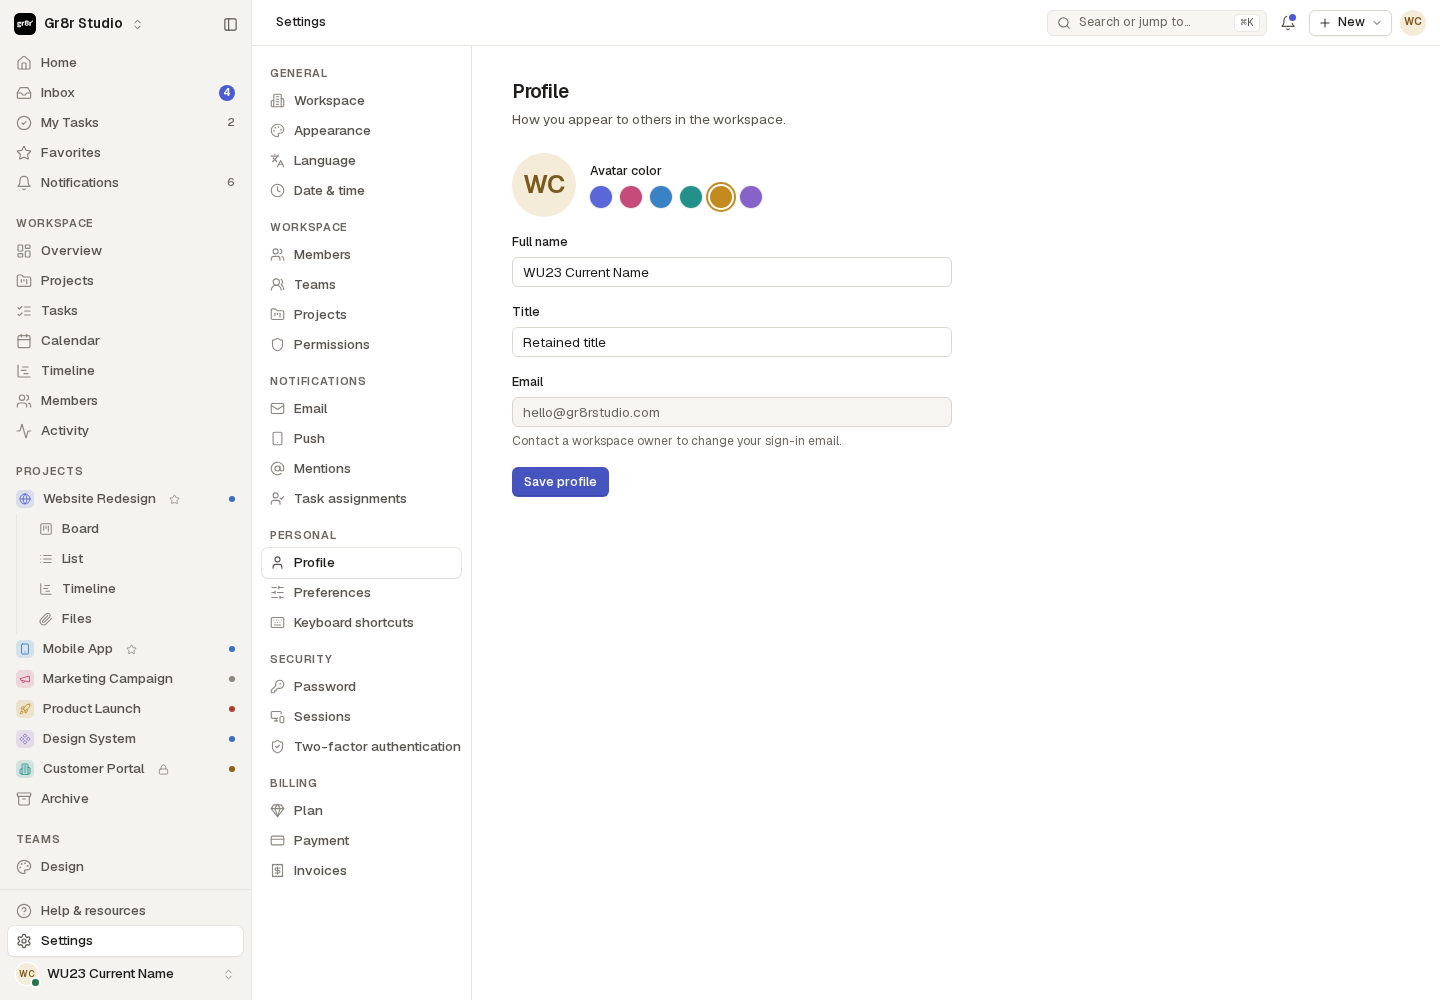 gr8r Gr8r Studio
Settings
Search or jump to... ⌘K
New
WC
Home
Inbox 4
My Tasks 2
Favorites
Notifications 6
WORKSPACE
Overview
Projects
Tasks
Calendar
Timeline
Members
Activity
PROJECTS
Website Redesign
Board
List
Timeline
Files
Mobile App
Marketing Campaign
Product Launch
Design System
Customer Portal
Archive
TEAMS
Design
Help & resources
Settings
WC WU23 Current Name
GENERAL
Workspace
Appearance
Language
Date & time
WORKSPACE
Members
Teams
Projects
Permissions
NOTIFICATIONS
Email
Push
Mentions
Task assignments
PERSONAL
Profile
Preferences
Keyboard shortcuts
SECURITY
Password
Sessions
Two-factor authentication
BILLING
Plan
Payment
Invoices
Profile
How you appear to others in the workspace.
WC
Avatar color
Full name
WU23 Current Name
Title
Retained title
Email
hello@gr8rstudio.com
Contact a workspace owner to change your sign-in email.
Save profile